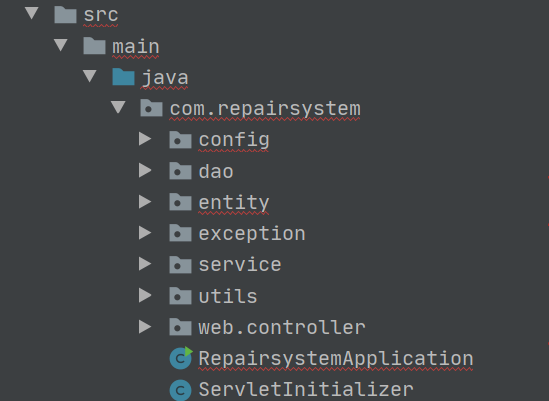 src
main
java
com.repairsystem
config
dao
entity
exception
service
utils
web.controller
RepairsystemApplication
ServletInitializer